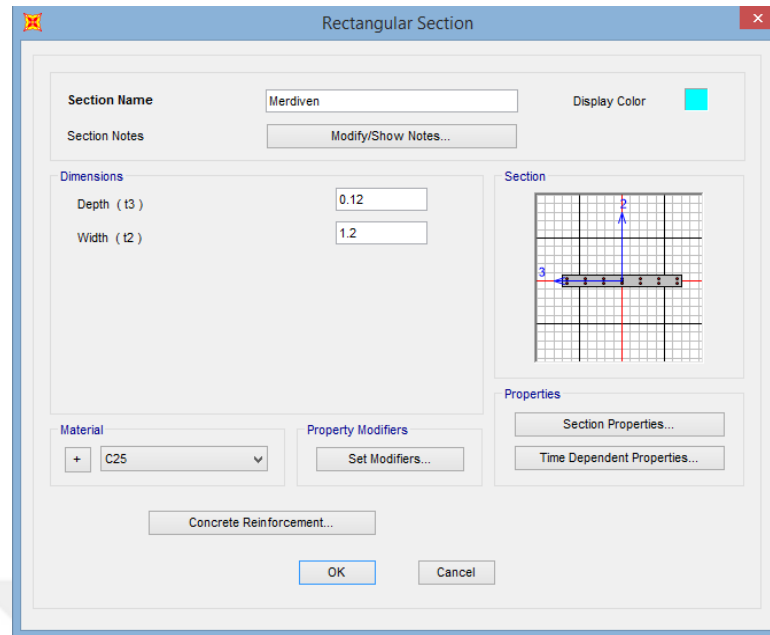 Rectangular Section
x
Section Name Merdiven Display Color
Section Notes Modify/Show Notes...
Dimensions Section
Depth ( t3 ) 0.12
Width ( t2 ) 1.2
2
3
Properties
Section Properties...
Time Dependent Properties...
Material Property Modifiers
+ C25 Set Modifiers...
Concrete Reinforcement...
OK Cancel